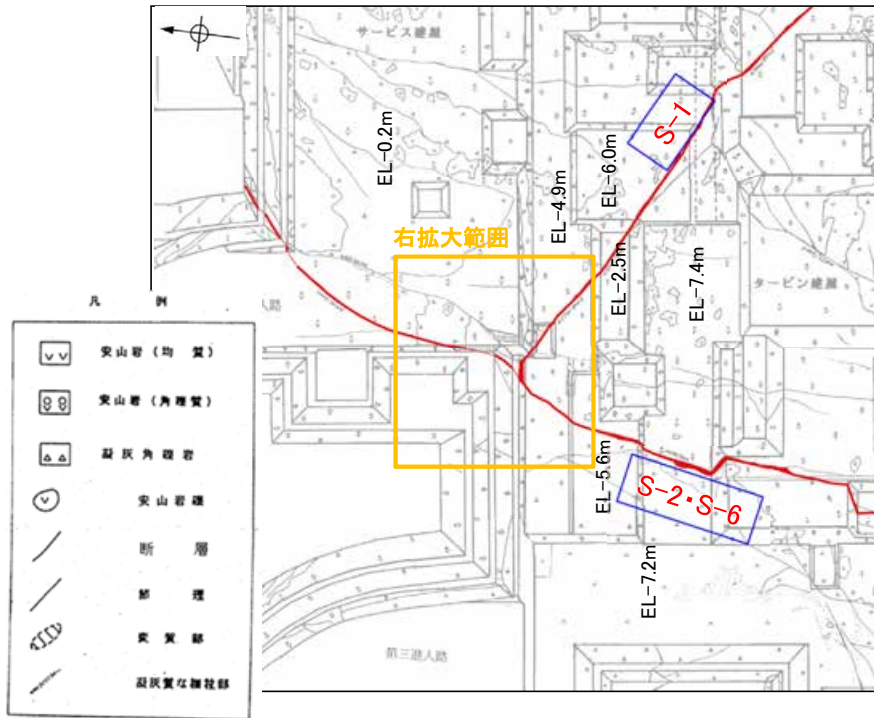 サービス建屋
EL-0.2m
S-1
EL-6.0m
EL-4.9m
右拡大範囲
EL-2.5m
EL-7.4m
タービン建屋
人路
凡 例
安山岩(均 質)
安山岩(角礫質)
凝灰角礫岩
安山岩礫
断 層
節 理
変 質 部
凝灰質な細粒部
EL-5.6m
S-2・S-6
EL-7.2m
第三進入路